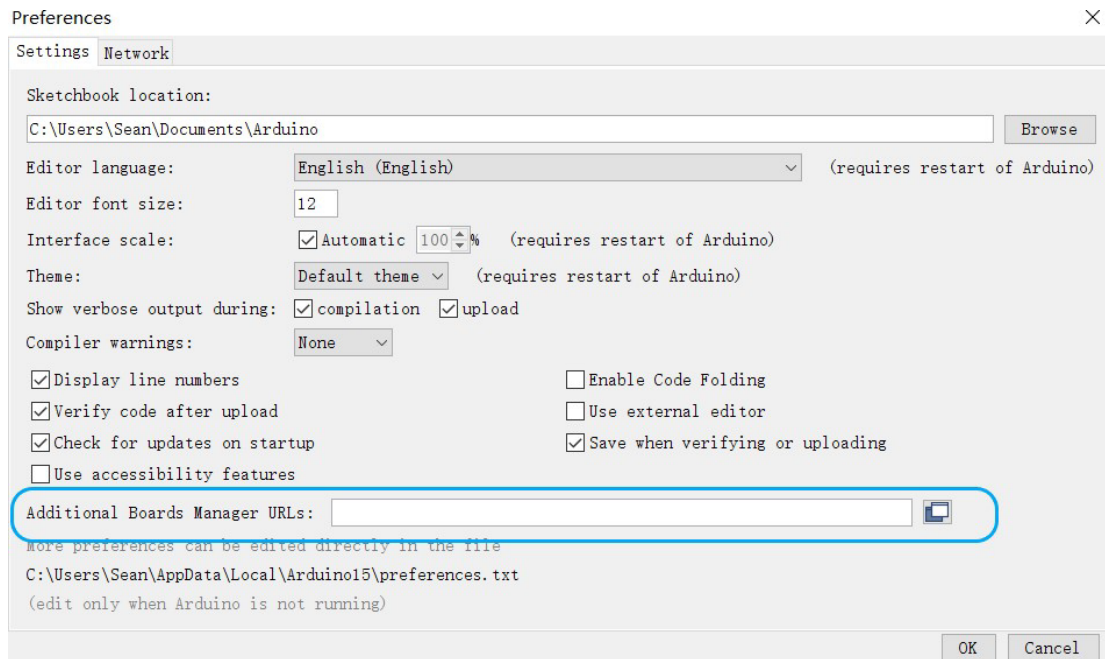 Preferences
Settings Network
Sketchbook location:
C:\Users\Sean\Documents\Arduino Browse
Editor language: English (English) (requires restart of Arduino)
Editor font size: 12
Interface scale: Automatic 100 % (requires restart of Arduino)
Theme: Default theme (requires restart of Arduino)
Show verbose output during: compilation upload
Compiler warnings: None
Display line numbers Enable Code Folding
Verify code after upload Use external editor
Check for updates on startup Save when verifying or uploading
Use accessibility features
Additional Boards Manager URLs:
More preferences can be edited directly in the file
C:\Users\Sean\AppData\Local\Arduino15\preferences.txt
(edit only when Arduino is not running)
OK Cancel